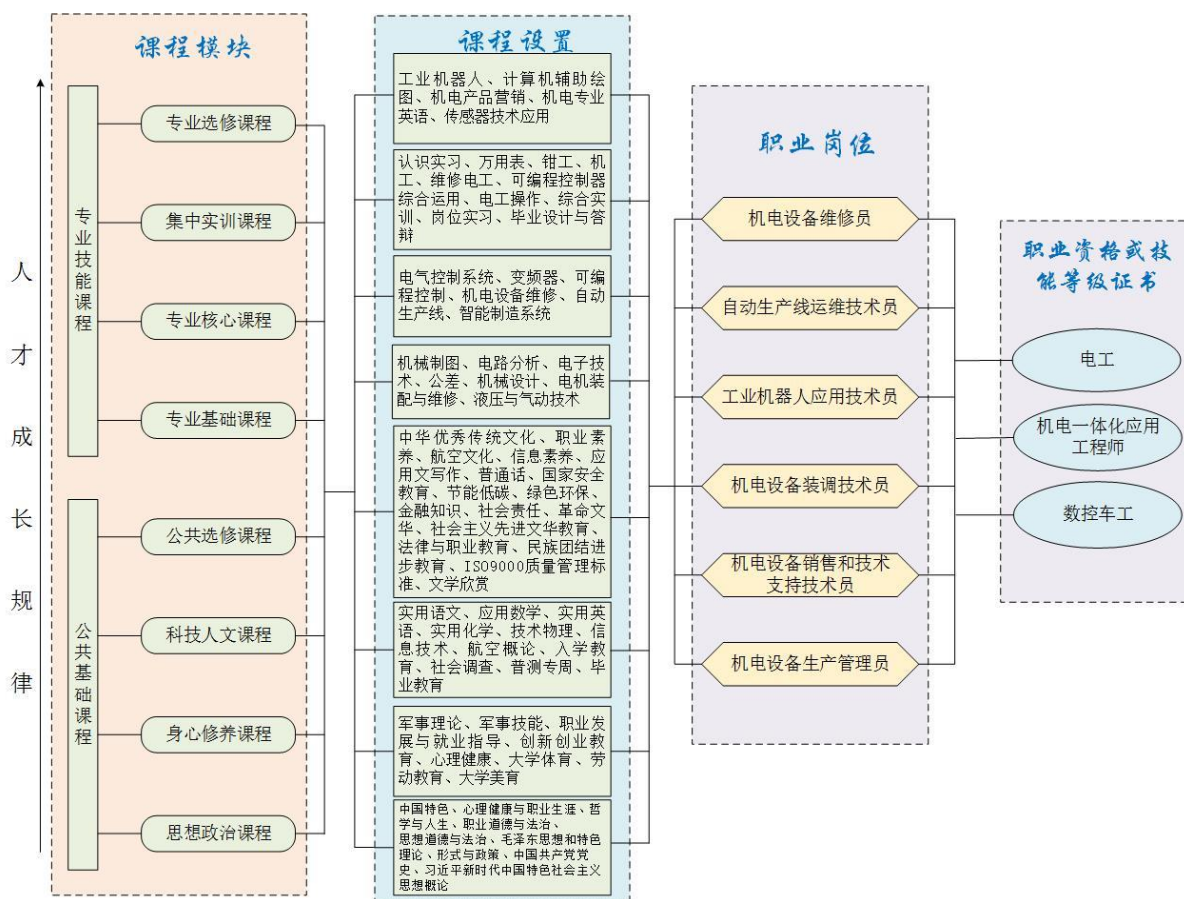 课程模块
人才成长规律
专业技能课程
专业选修课程
集中实训课程
专业核心课程
专业基础课程
公共基础课程
公共选修课程
科技人文课程
身心修养课程
思想政治课程
课程设置
工业机器人、计算机辅助绘
图、机电产品营销、机电专业
英语、传感器技术应用
认识实习、万用表、钳工、机
工、维修电工、可编程控制器
综合运用、电工操作、综合实
训、岗位实习、毕业设计与答
辩
电气控制系统、变频器、可编
程控制、机电设备维修、自动
生产线、智能制造系统
机械制图、电路分析、电子技
术、公差、机械设计、电机装
配与维修、液压与气动技术
中华优秀传统文化、职业素
养、航空文化、信息素养、应
用文写作、普通话、国家安全
教育、节能低碳、绿色环保、
金融知识、社会责任、革命文
华、社会主义先进文华教育、
法律与职业教育、民族团结进
步教育、ISO9000质量管理标
准、文学欣赏
实用语文、应用数学、实用英
语、实用化学、技术物理、信
息技术、航空概论、入学教
育、社会调查、普测专周、毕
业教育
军事理论、军事技能、职业发
展与就业指导、创新创业教
育、心理健康、大学体育、劳
动教育、大学美育
中国特色、心理健康与职业生涯、哲
学与人生、职业道德与法治、
思想道德与法治、毛泽东思想和特色
理论、形式与政策、中国共产党党
史、习近平新时代中国特色社会主义
思想概论
职业岗位
机电设备维修员
自动生产线运维技术员
工业机器人应用技术员
机电设备装调技术员
机电设备销售和技术
支持技术员
机电设备生产管理员
职业资格或技
能等级证书
电工
机电一体化应用
工程师
数控车工